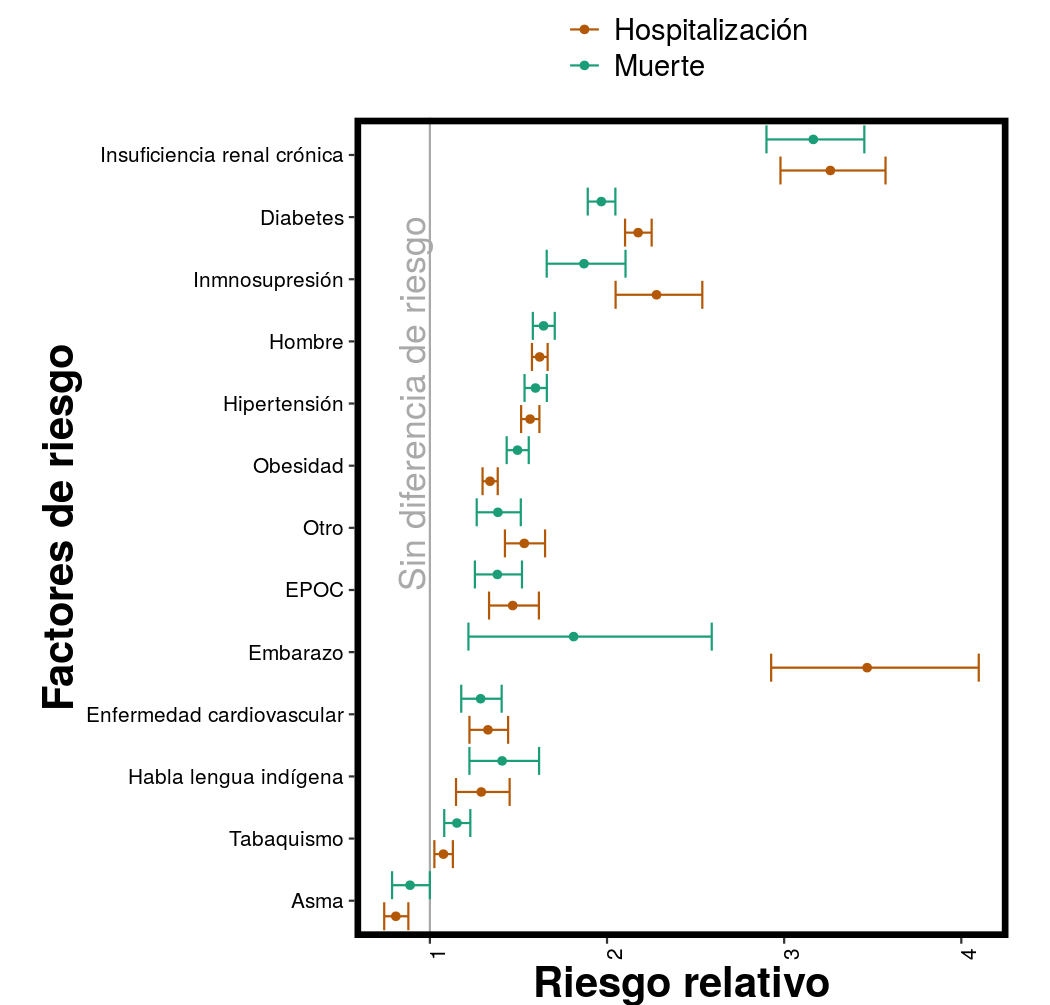 Hospitalización
Muerte
Factores de riesgo
Insuficiencia renal crónica
Diabetes
Inmnosupresión
Hombre
Hipertensión
Obesidad
Otro
EPOC
Embarazo
Enfermedad cardiovascular
Habla lengua indígena
Tabaquismo
Asma
Sin diferencia de riesgo
1
2
3
4
Riesgo relativo